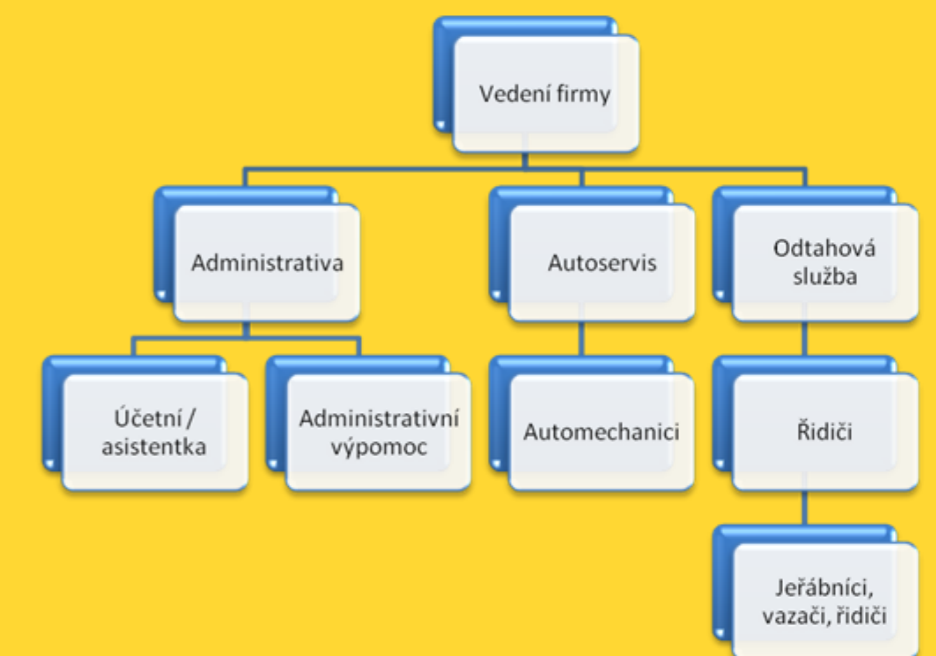 Vedení firmy
Administrativa
Autoservis
Odtahová
služba
Účetní /
asistentka
Administrativní
výpomoc
Automechanici
Řidiči
Jeřábníci,
vazači, řidiči